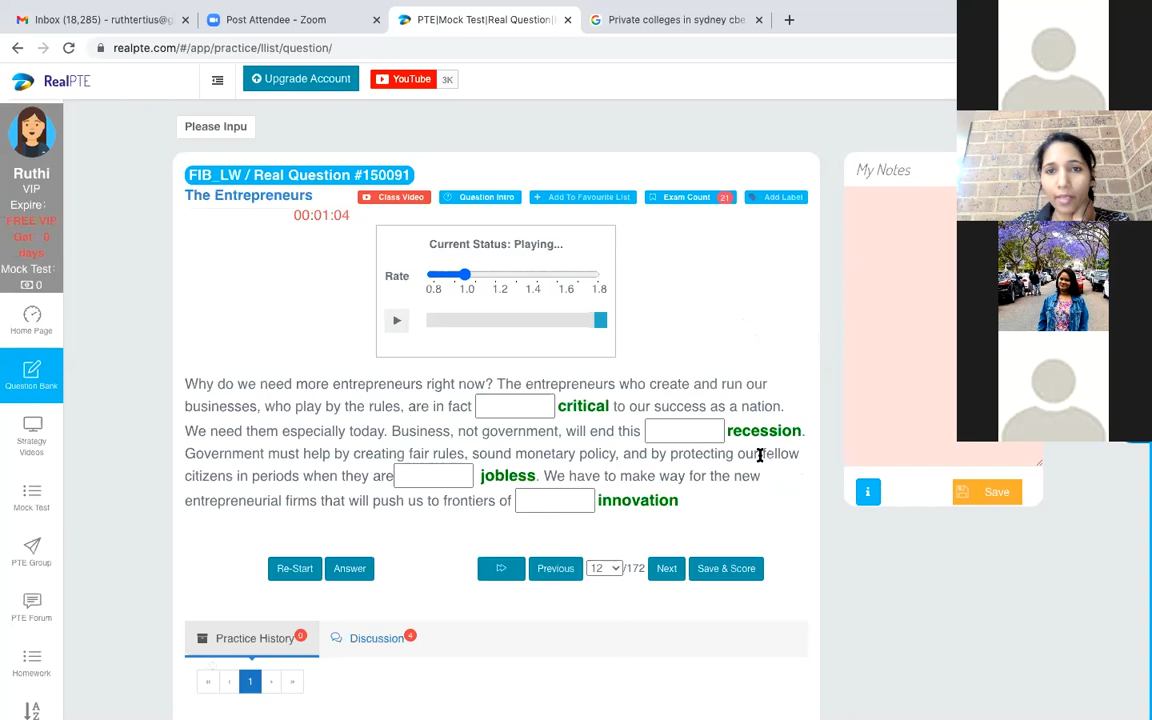 Inbox (18,285) - ruthtertius@g
Post Attendee - Zoom
PTE|Mock Test|Real Question|
Private colleges in sydney cbe
realpte.com/#/app/practice/llist/question/
RealPTE
Upgrade Account
YouTube
3K
Ruthi
VIP
Expire:
FREE VIP
Get: 0
days
Mock Test:
0
Home Page
Question Bank
Strategy
Videos
Mock Test
PTE Group
PTE Forum
Homework
Please Inpu
FIB_LW / Real Question #150091
The Entrepreneurs
Class Video
Question Intro
Add To Favourite List
Exam Count 21
Add Label
00:01:04
Current Status: Playing...
Rate
0.8 1.0 1.2 1.4 1.6 1.8
Why do we need more entrepreneurs right now? The entrepreneurs who create and run our
businesses, who play by the rules, are in fact critical to our success as a nation.
We need them especially today. Business, not government, will end this recession.
Government must help by creating fair rules, sound monetary policy, and by protecting our fellow
citizens in periods when they are jobless. We have to make way for the new
entrepreneurial firms that will push us to frontiers of innovation
Re-Start
Answer
Previous
12
/172
Next
Save & Score
Practice History 0
Discussion 4
« ‹ 1 › »
My Notes
Save